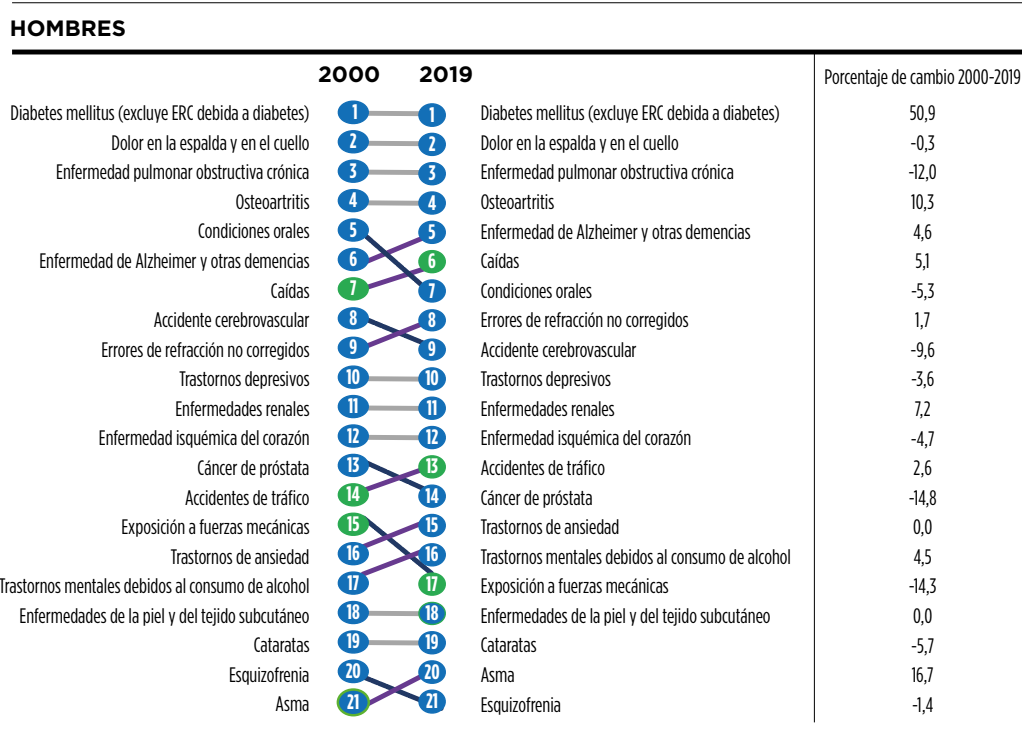 HOMBRES
2000 2019 Porcentaje de cambio 2000-2019
Diabetes mellitus (excluye ERC debida a diabetes) 1 1 Diabetes mellitus (excluye ERC debida a diabetes) 50,9
Dolor en la espalda y en el cuello 2 2 Dolor en la espalda y en el cuello -0,3
Enfermedad pulmonar obstructiva crónica 3 3 Enfermedad pulmonar obstructiva crónica -12,0
Osteoartritis 4 4 Osteoartritis 10,3
Condiciones orales 5 5 Enfermedad de Alzheimer y otras demencias 4,6
Enfermedad de Alzheimer y otras demencias 6 6 Caídas 5,1
Caídas 7 7 Condiciones orales -5,3
Accidente cerebrovascular 8 8 Errores de refracción no corregidos 1,7
Errores de refracción no corregidos 9 9 Accidente cerebrovascular -9,6
Trastornos depresivos 10 10 Trastornos depresivos -3,6
Enfermedades renales 11 11 Enfermedades renales 7,2
Enfermedad isquémica del corazón 12 12 Enfermedad isquémica del corazón -4,7
Cáncer de próstata 13 13 Accidentes de tráfico 2,6
Accidentes de tráfico 14 14 Cáncer de próstata -14,8
Exposición a fuerzas mecánicas 15 15 Trastornos de ansiedad 0,0
Trastornos de ansiedad 16 16 Trastornos mentales debidos al consumo de alcohol 4,5
Trastornos mentales debidos al consumo de alcohol 17 17 Exposición a fuerzas mecánicas -14,3
Enfermedades de la piel y del tejido subcutáneo 18 18 Enfermedades de la piel y del tejido subcutáneo 0,0
Cataratas 19 19 Cataratas -5,7
Esquizofrenia 20 20 Asma 16,7
Asma 21 21 Esquizofrenia -1,4